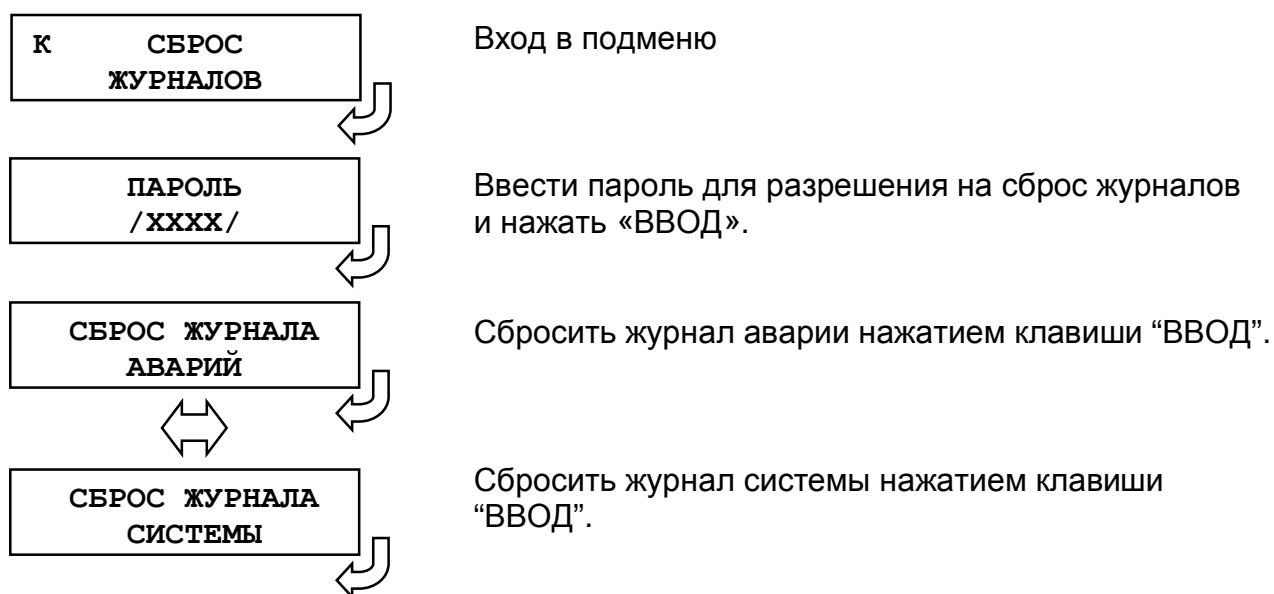 К СБРОС
ЖУРНАЛОВ
Вход в подменю
ПАРОЛЬ
/XXXX/
Ввести пароль для разрешения на сброс журналов
и нажать «ВВОД».
СБРОС ЖУРНАЛА
АВАРИЙ
Сбросить журнал аварии нажатием клавиши “ВВОД”.
СБРОС ЖУРНАЛА
СИСТЕМЫ
Сбросить журнал системы нажатием клавиши
“ВВОД”.